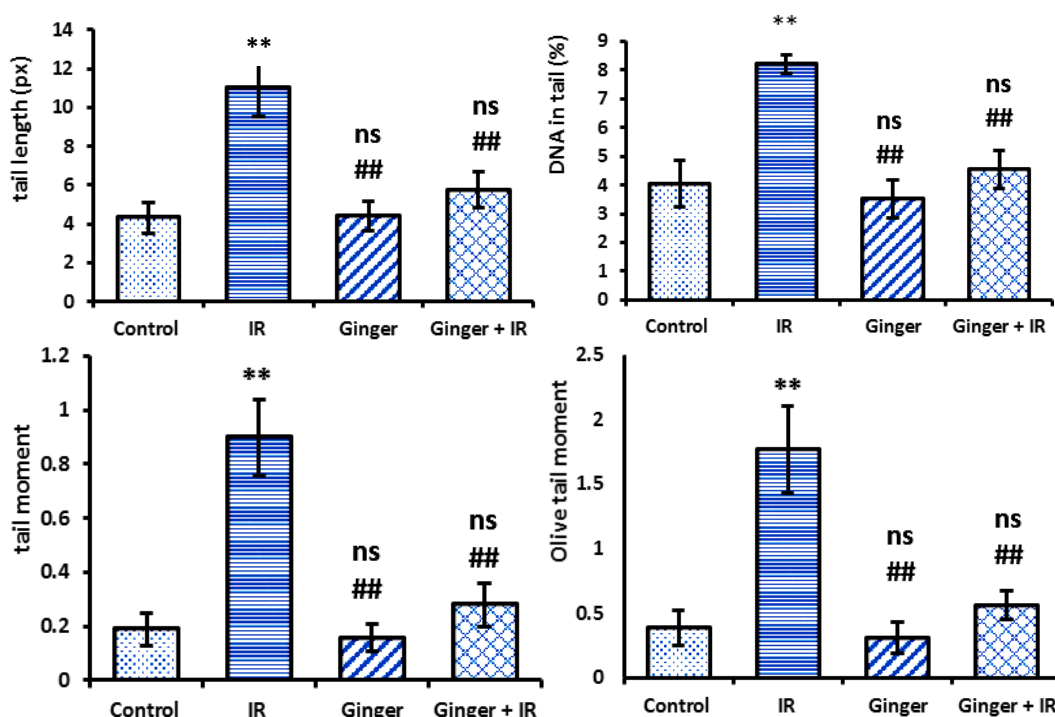 tail length (px)
14
12
10
8
6
4
2
0
**
ns
##
ns
##
Control IR Ginger Ginger + IR
DNA in tail (%)
9
8
7
6
5
4
3
2
1
0
**
ns
##
ns
##
Control IR Ginger Ginger + IR
tail moment
1.2
1
0.8
0.6
0.4
0.2
0
**
ns
##
ns
##
Control IR Ginger Ginger + IR
Olive tail moment
2.5
2
1.5
1
0.5
0
**
ns
##
ns
##
Control IR Ginger Ginger + IR